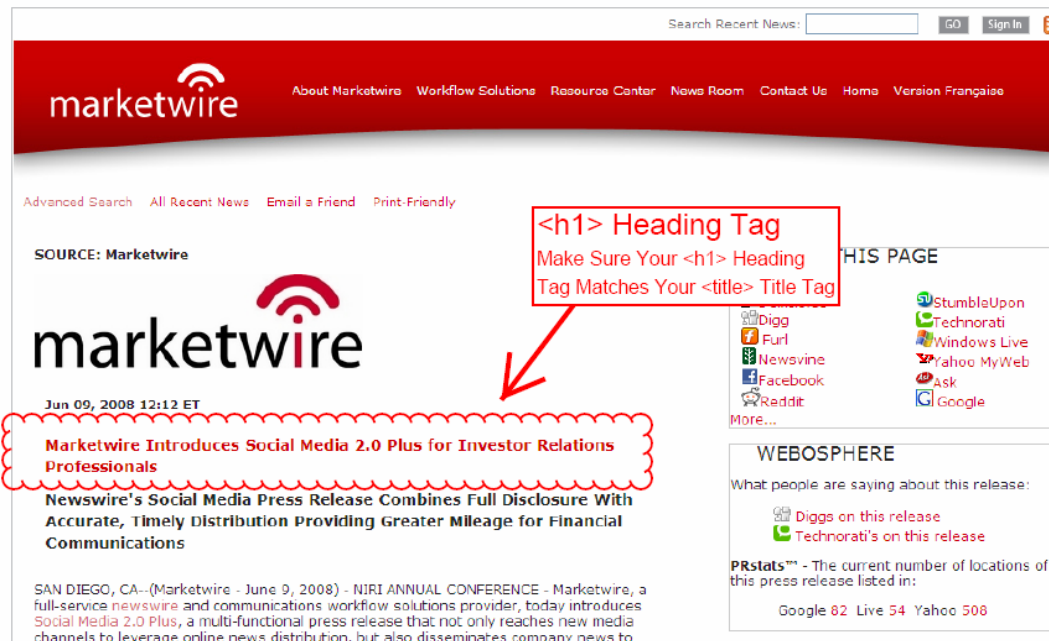 Search Recent News:
GO
Sign In
marketwire
About Marketwire Workflow Solutions Resource Center News Room Contact Us Home Version Française
Advanced Search All Recent News Email a Friend Print-Friendly
<h1> Heading Tag
Make Sure Your <h1> Heading
Tag Matches Your <title> Title Tag
SOURCE: Marketwire
marketwire
Jun 09, 2008 12:12 ET
Marketwire Introduces Social Media 2.0 Plus for Investor Relations
Professionals
Newswire's Social Media Press Release Combines Full Disclosure With
Accurate, Timely Distribution Providing Greater Mileage for Financial
Communications
SAN DIEGO, CA--(Marketwire - June 9, 2008) - NIRI ANNUAL CONFERENCE - Marketwire, a
full-service newswire and communications workflow solutions provider, today introduces
Social Media 2.0 Plus, a multi-functional press release that not only reaches new media
channels to leverage online news distribution, but also disseminates company news to
THIS PAGE
Digg
Furl
Newsvine
Facebook
Reddit
More...
StumbleUpon
Technorati
Windows Live
Yahoo MyWeb
Ask
Google
WEBOSPHERE
What people are saying about this release:
Diggs on this release
Technorati's on this release
PRstats™ - The current number of locations of
this press release listed in:
Google 82 Live 54 Yahoo 508